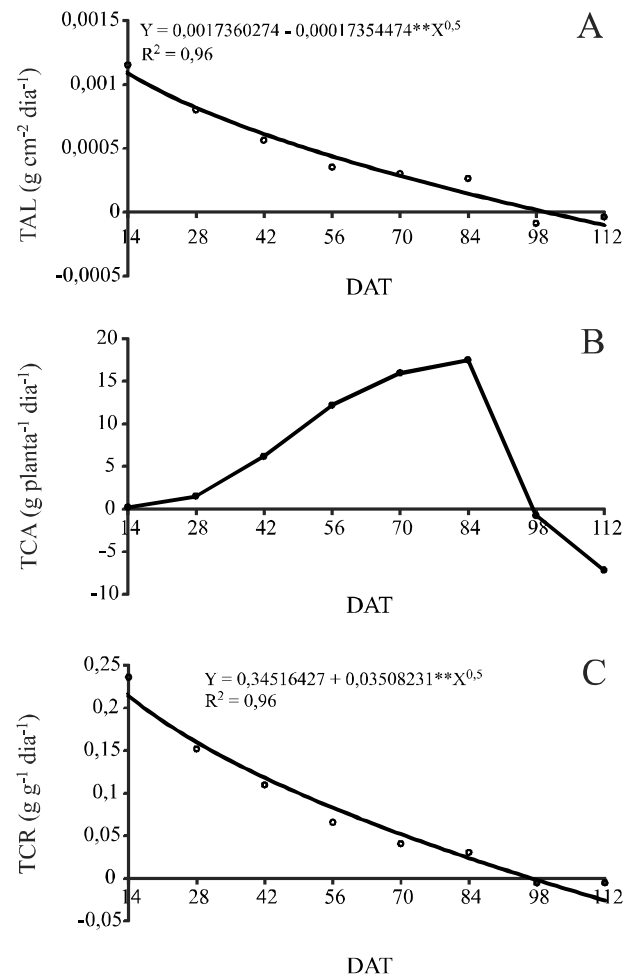 A
Y = 0,0017360274 - 0,00017354474**X^0,5
R² = 0,96
TAL (g cm⁻² dia⁻¹)
0,0015
0,001
0,0005
0
-0,0005
14 28 42 56 70 84 98 112
DAT
B
TCA (g planta⁻¹ dia⁻¹)
20
15
10
5
0
-5
-10
14 28 42 56 70 84 98 112
DAT
C
Y = 0,34516427 + 0,03508231**X^0,5
R² = 0,96
TCR (g g⁻¹ dia⁻¹)
0,25
0,2
0,15
0,1
0,05
0
-0,05
14 28 42 56 70 84 98 112
DAT